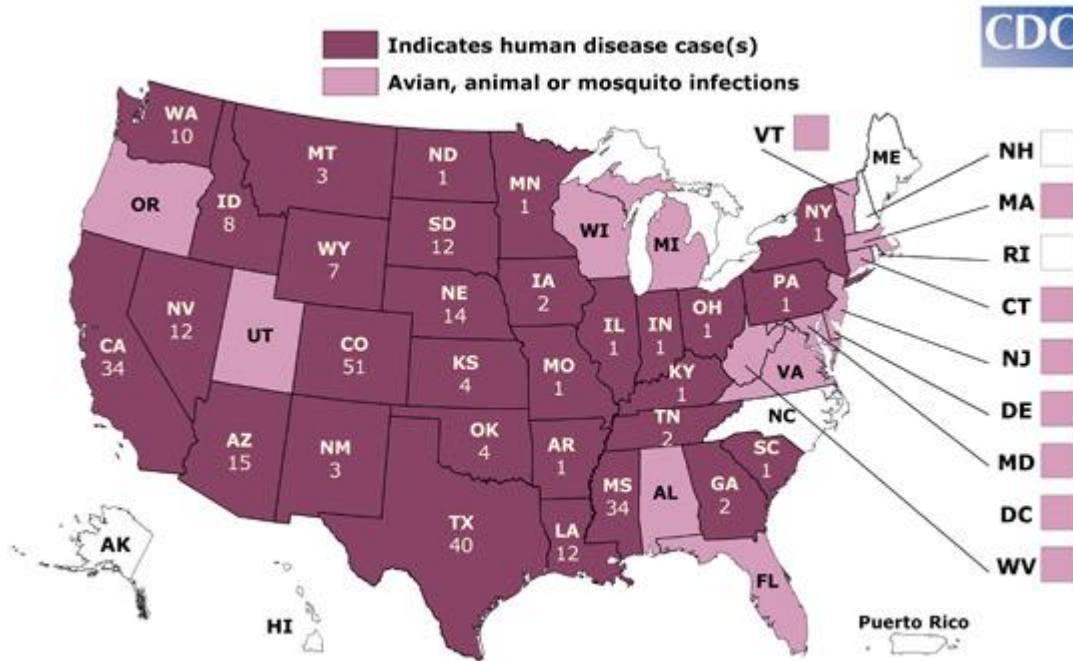 CDC
Indicates human disease case(s)
Avian, animal or mosquito infections
WA
10
MT
3
ND
1
MN
1
VT
ME
NH
OR
ID
8
SD
12
WI
MI
NY
1
MA
WY
7
RI
IA
2
PA
1
NV
12
NE
14
CT
CA
34
UT
CO
51
IL
1
IN
1
OH
1
NJ
KS
4
MO
1
KY
1
VA
DE
AZ
15
NM
3
OK
4
AR
1
TN
2
NC
MD
SC
1
MS
34
AL
GA
2
DC
TX
40
LA
12
WV
AK
FL
HI
Puerto Rico